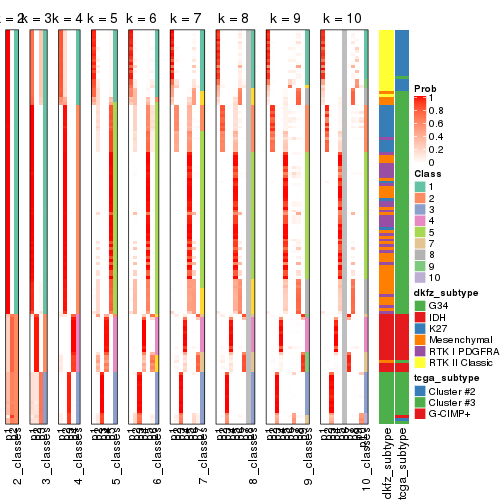 k = 2
k = 3
k = 4
k = 5
k = 6
k = 7
k = 8
k = 9
k = 10
Prob
1
0.8
0.6
0.4
0.2
0
Class
1
2
3
4
5
7
8
9
10
dkfz_subtype
G34
IDH
K27
Mesenchymal
RTK I PDGFRA
RTK II Classic
tcga_subtype
Cluster #2
Cluster #3
G-CIMP+
2_classes
3_classes
4_classes
5_classes
6_classes
7_classes
8_classes
9_classes
10_classes
dkfz_subtype
tcga_subtype